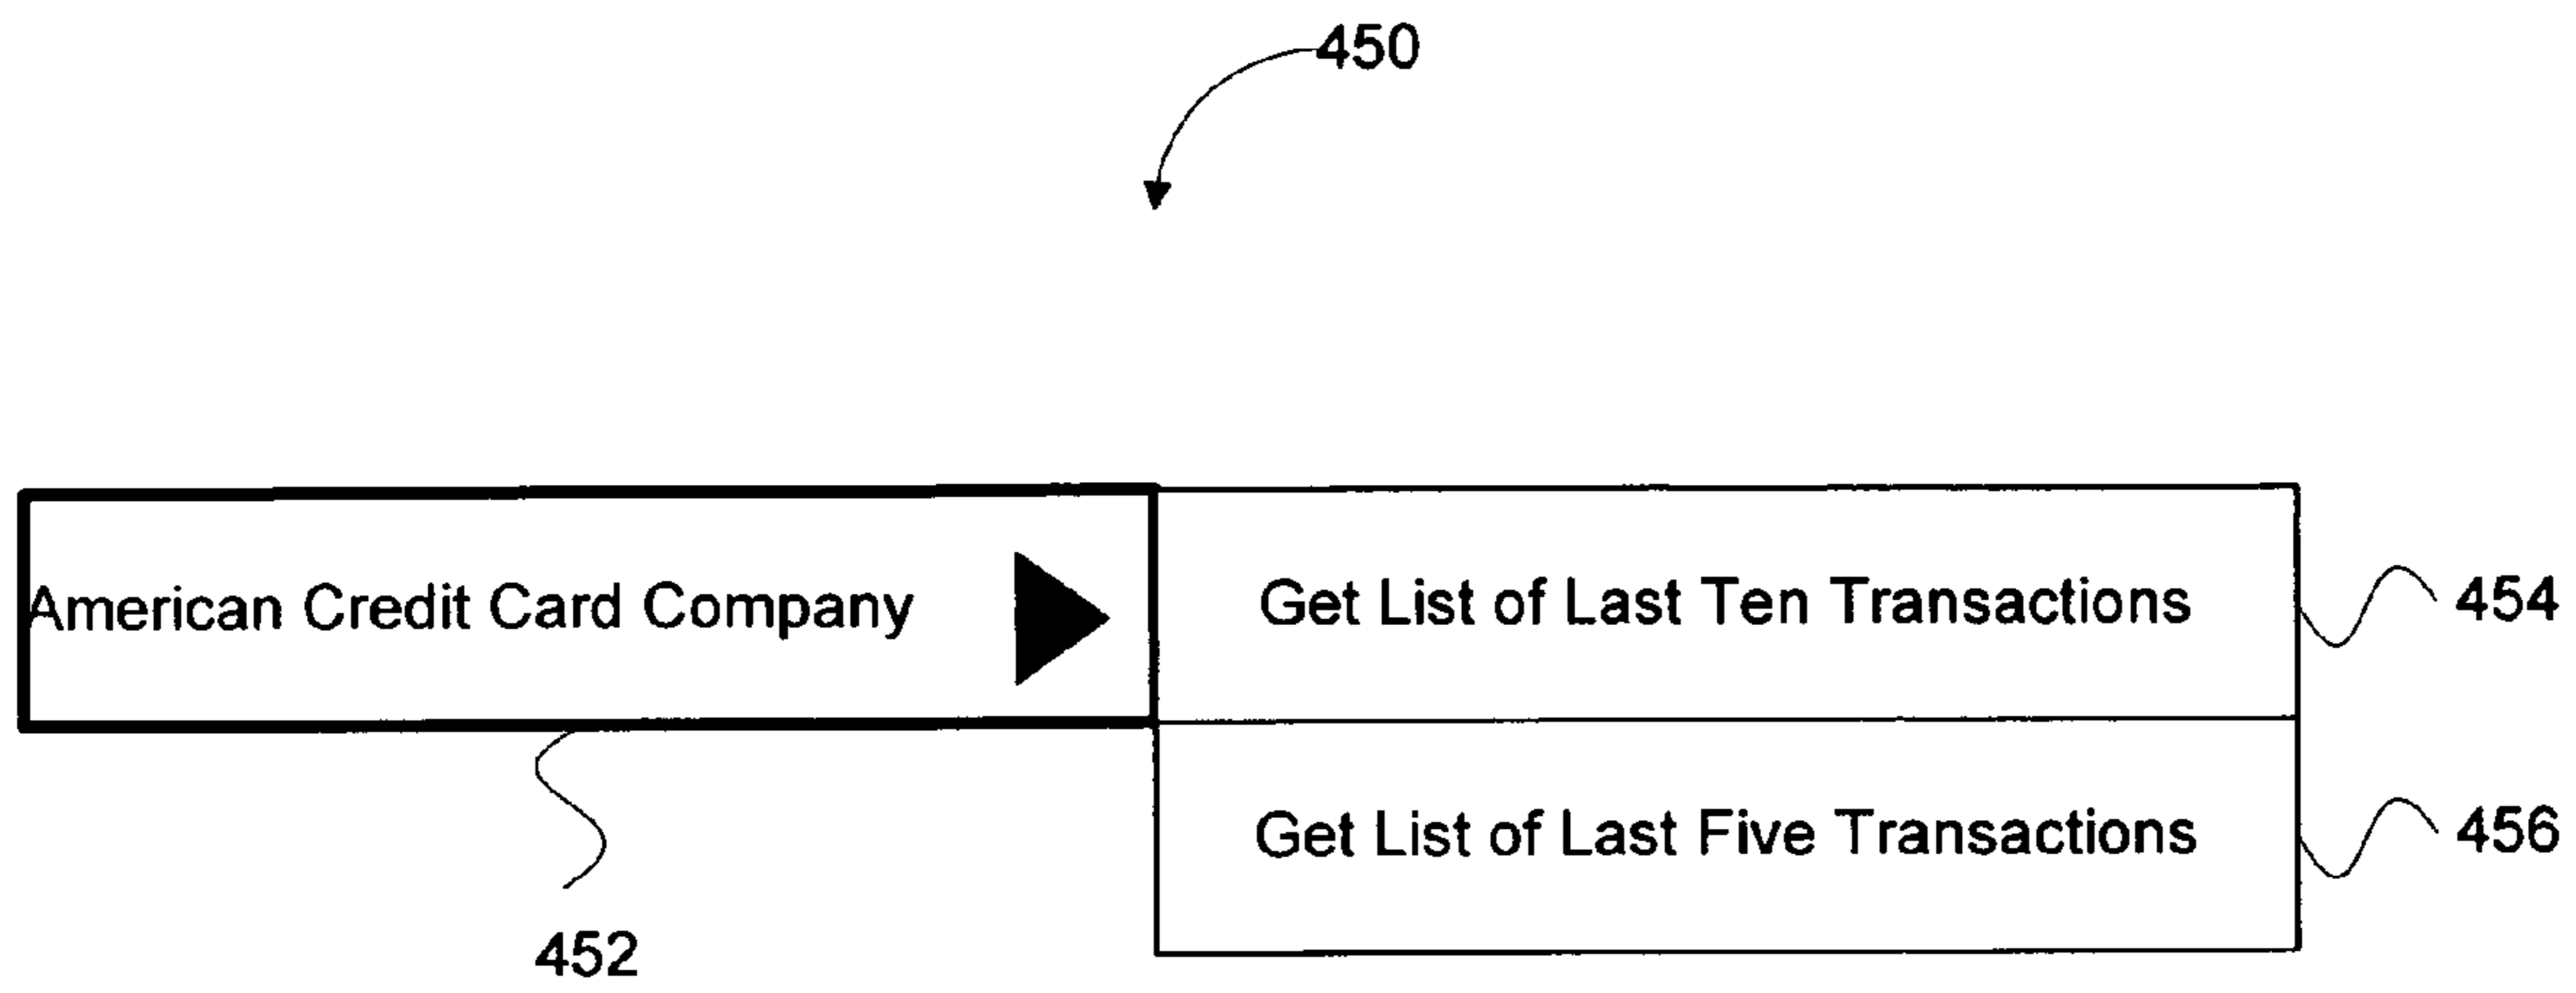 450
American Credit Card Company
Get List of Last Ten Transactions
454
Get List of Last Five Transactions
456
452